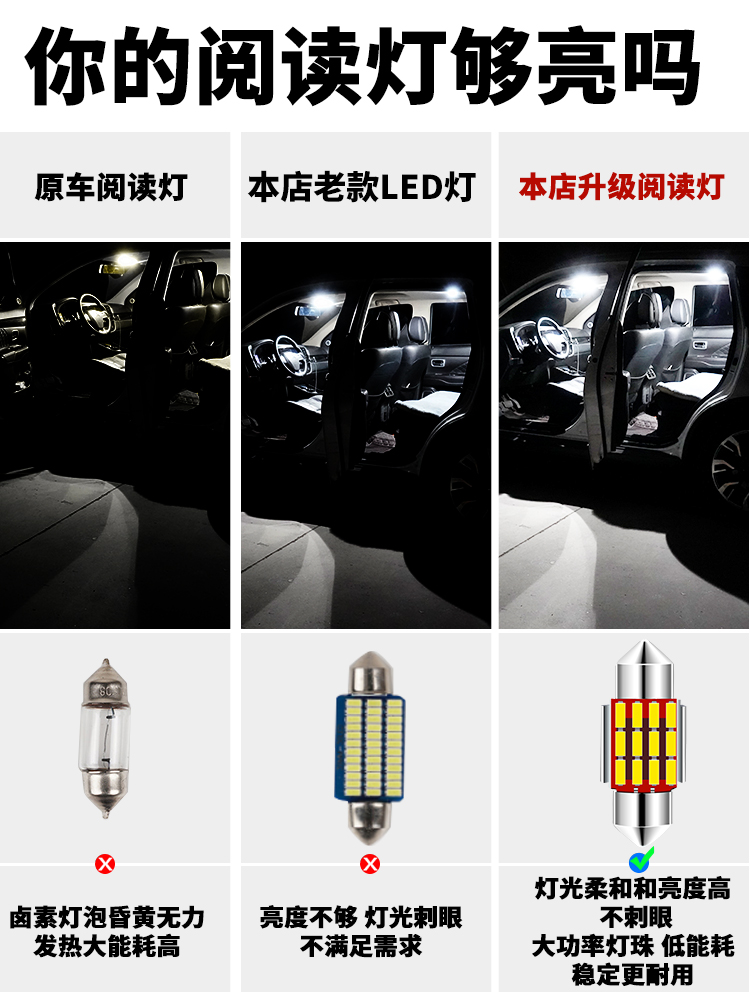 你的阅读灯够亮吗
原车阅读灯
本店老款LED灯
本店升级阅读灯
卤素灯泡昏黄无力
发热大能耗高
亮度不够 灯光刺眼
不满足需求
灯光柔和和亮度高
不刺眼
大功率灯珠 低能耗
稳定更耐用